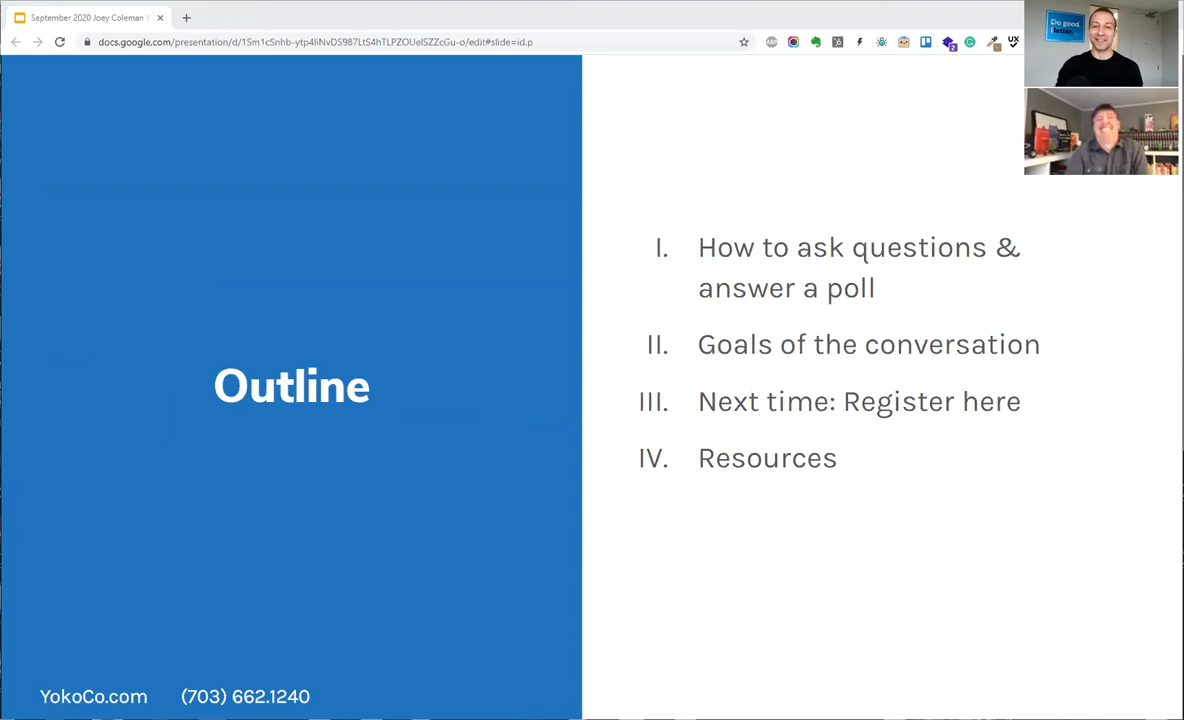 September 2020 Joey Coleman
docs.google.com/presentation/d/1Sm1cSnhb-ytp4liNvDS987LtS4hTLPZOUelSZZcGu-o/edit#slide=id.p
UX
2
Do good.
better.
I. How to ask questions &
answer a poll
II. Goals of the conversation
Outline
III. Next time: Register here
IV. Resources
YokoCo.com (703) 662.1240